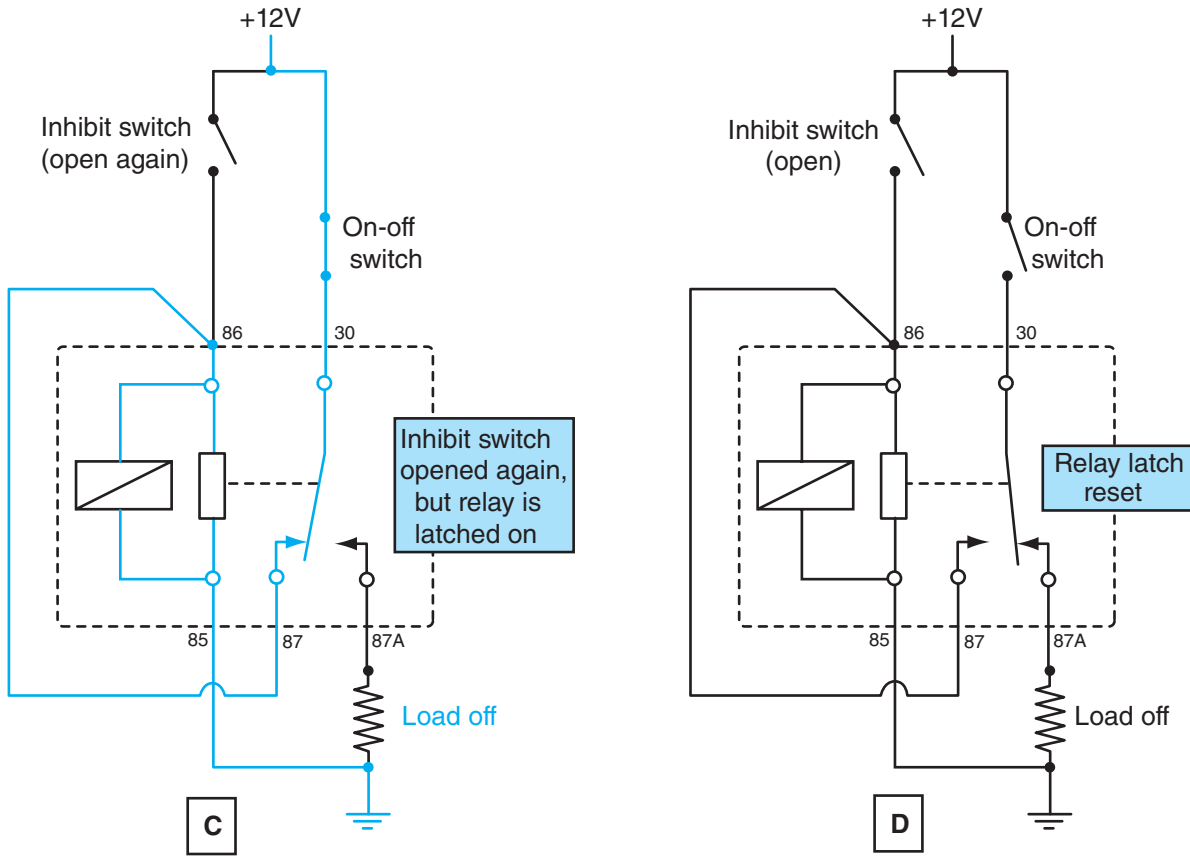 +12V
Inhibit switch
(open again)
On-off
switch
86
30
Inhibit switch
opened again,
but relay is
latched on
85
87
87A
Load off
C
+12V
Inhibit switch
(open)
On-off
switch
86
30
Relay latch
reset
85
87
87A
Load off
D